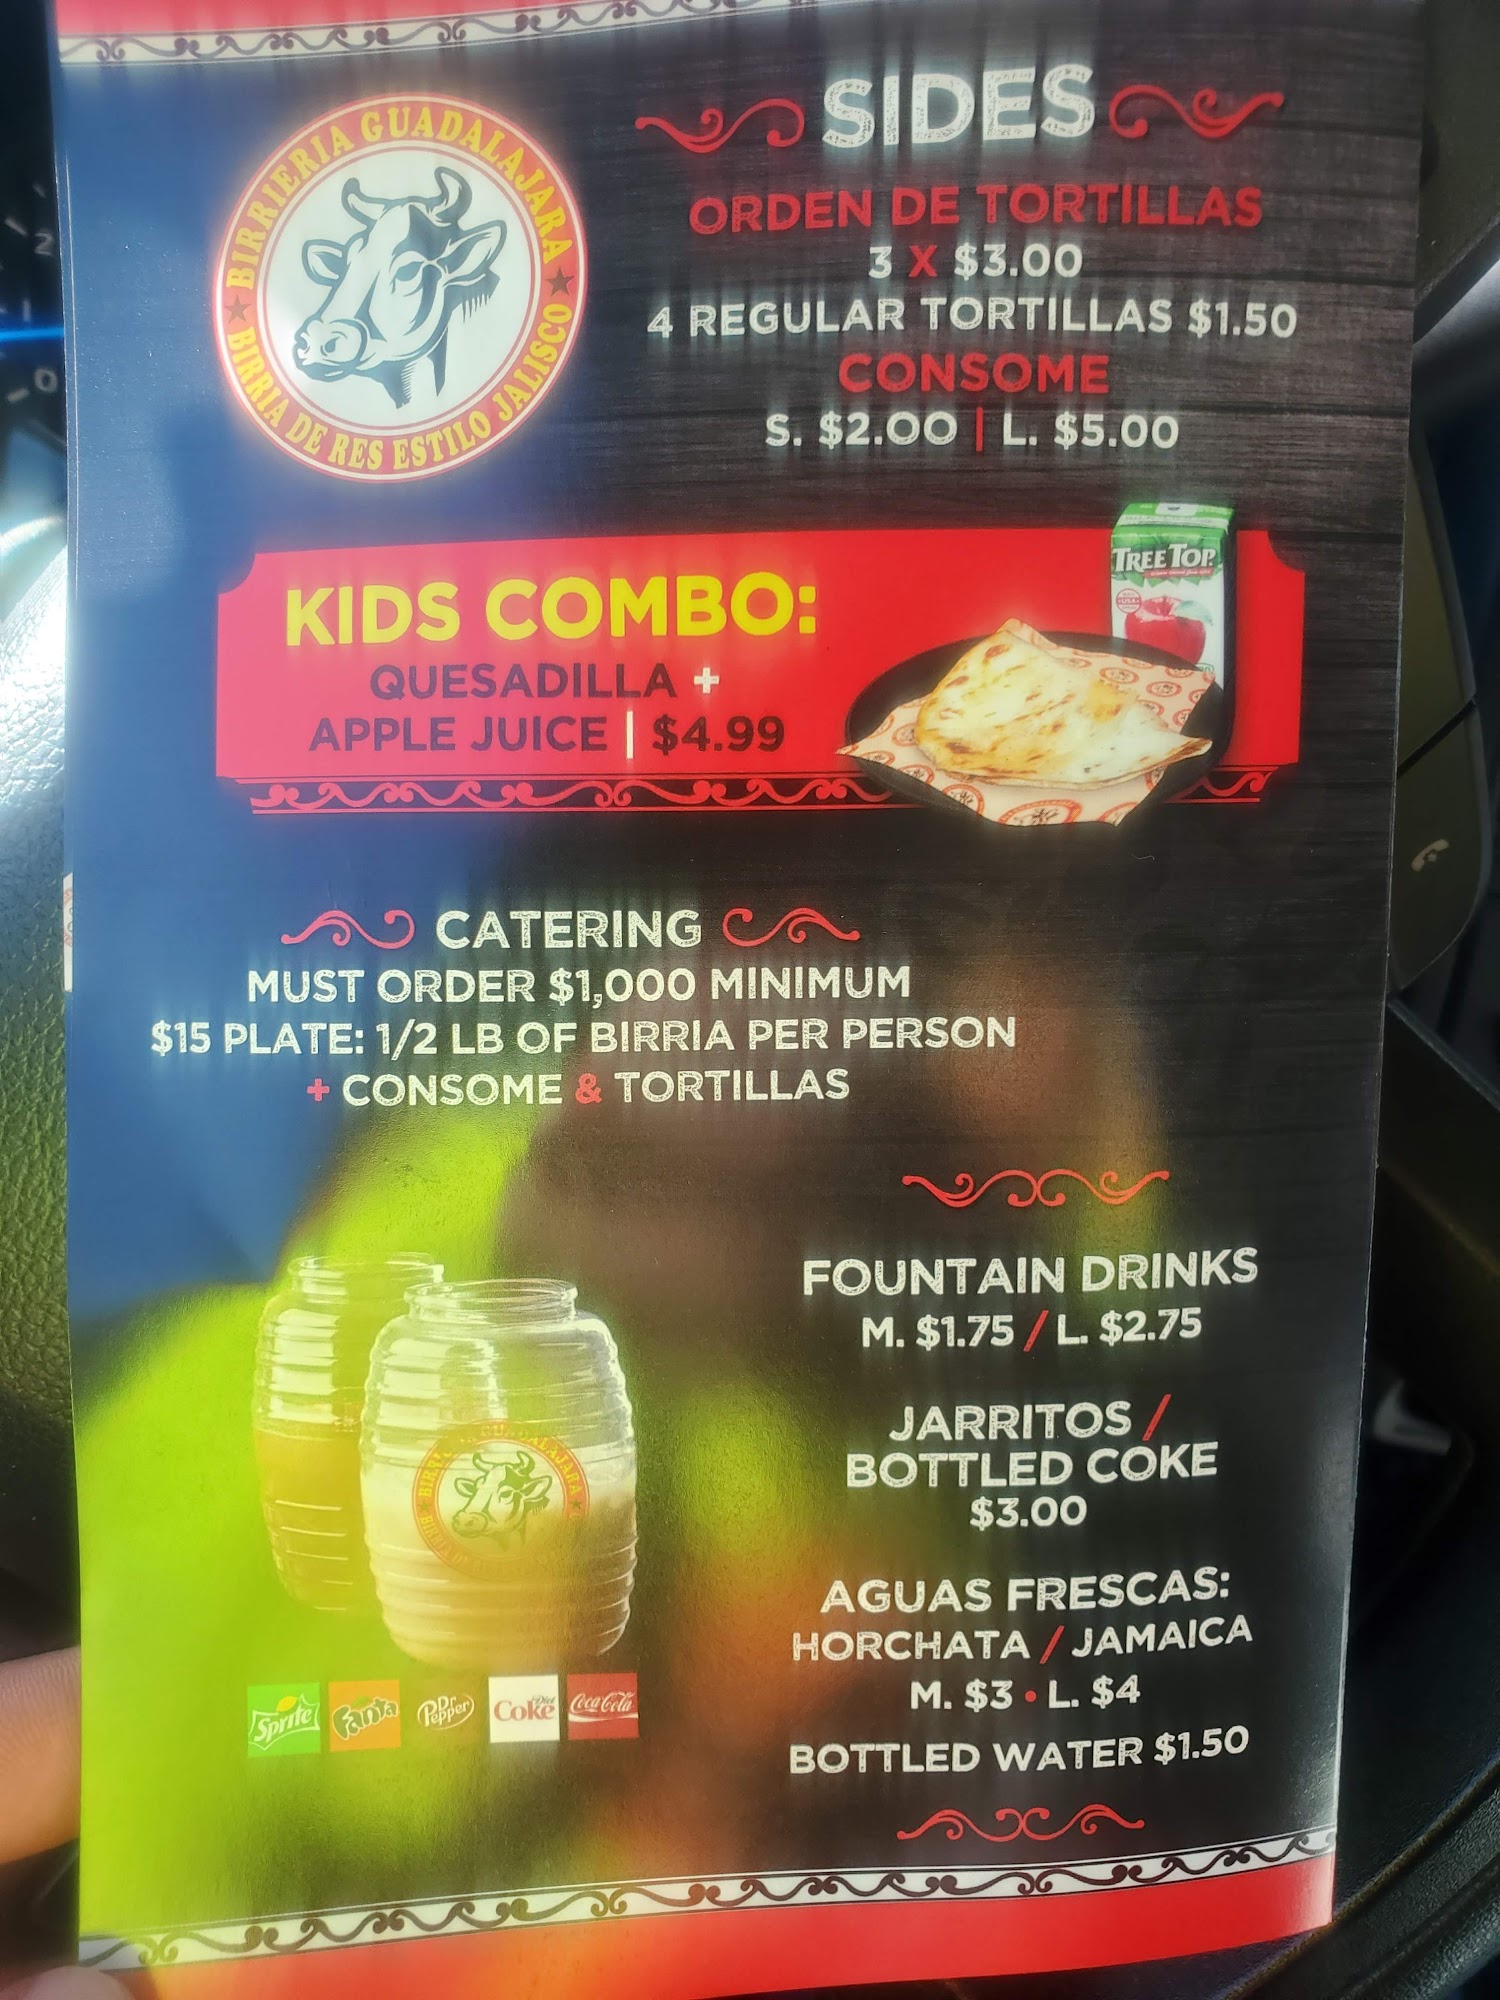 BIRRIERIA GUADALAJARA
BIRRIA DE RES ESTILO JALISCO
SIDES
ORDEN DE TORTILLAS
3 X $3.00
4 REGULAR TORTILLAS $1.50
CONSOME
S. $2.00 | L. $5.00
KIDS COMBO:
QUESADILLA +
APPLE JUICE | $4.99
TREE TOP
CATERING
MUST ORDER $1,000 MINIMUM
$15 PLATE: 1/2 LB OF BIRRIA PER PERSON
+ CONSOME & TORTILLAS
FOUNTAIN DRINKS
M. $1.75 / L. $2.75
JARRITOS /
BOTTLED COKE
$3.00
AGUAS FRESCAS:
HORCHATA / JAMAICA
M. $3 • L. $4
BOTTLED WATER $1.50
Sprite
Fanta
Dr Pepper
Diet Coke
Coca-Cola